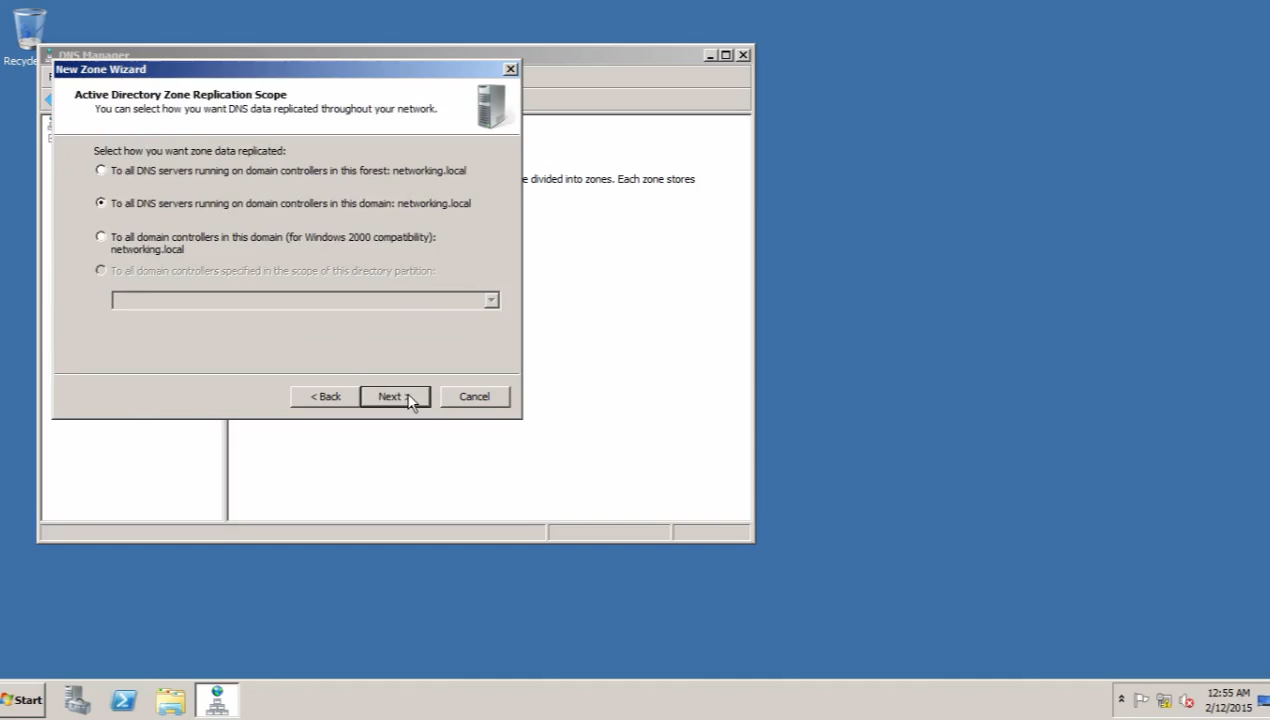 Recycle
DNS Manager
New Zone Wizard
Active Directory Zone Replication Scope
You can select how you want DNS data replicated throughout your network.
Select how you want zone data replicated:
To all DNS servers running on domain controllers in this forest: networking.local
e divided into zones. Each zone stores
To all DNS servers running on domain controllers in this domain: networking.local
To all domain controllers in this domain (for Windows 2000 compatibility):
networking.local
To all domain controllers specified in the scope of this directory partition:
< Back
Next >
Cancel
Start
12:55 AM
2/12/2015